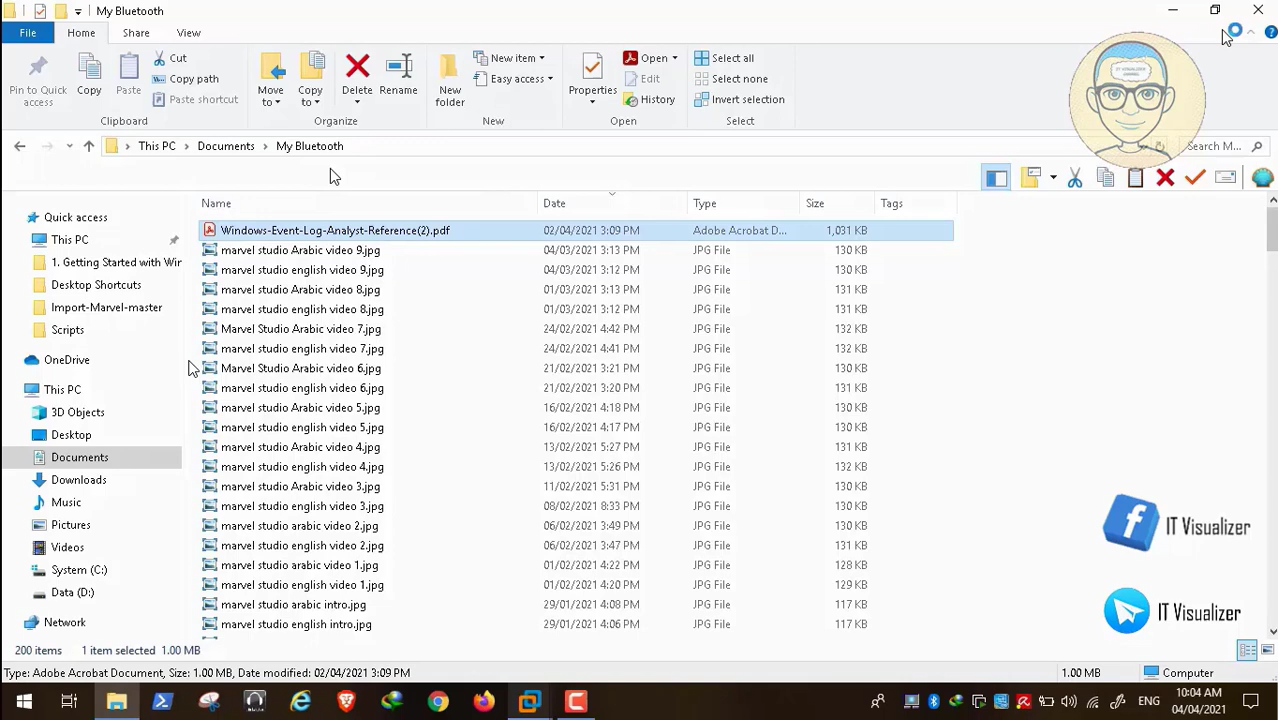 My Bluetooth
File Home Share View
Pin to Quick access
Copy
Paste
Cut
Copy path
Paste shortcut
Clipboard
Move to
Copy to
Delete
Rename
Organize
New folder
New item
Easy access
New
Properties
Open
Edit
History
Open
Select all
Select none
Invert selection
Select
IT VISUALIZER
CHANNEL
This PC Documents My Bluetooth
Search M...
Name Date Type Size Tags
Windows-Event-Log-Analyst-Reference(2).pdf 02/04/2021 3:09 PM Adobe Acrobat D... 1,031 KB
marvel studio Arabic video 9.jpg 04/03/2021 3:13 PM JPG File 130 KB
marvel studio english video 9.jpg 04/03/2021 3:12 PM JPG File 130 KB
marvel studio Arabic video 8.jpg 01/03/2021 3:13 PM JPG File 131 KB
marvel studio english video 8.jpg 01/03/2021 3:12 PM JPG File 131 KB
Marvel Studio Arabic video 7.jpg 24/02/2021 4:42 PM JPG File 132 KB
marvel studio english video 7.jpg 24/02/2021 4:41 PM JPG File 132 KB
Marvel Studio Arabic video 6.jpg 21/02/2021 3:21 PM JPG File 130 KB
marvel studio english video 6.jpg 21/02/2021 3:20 PM JPG File 131 KB
marvel studio Arabic video 5.jpg 16/02/2021 4:18 PM JPG File 130 KB
marvel studio english video 5.jpg 16/02/2021 4:17 PM JPG File 130 KB
marvel studio Arabic video 4.jpg 13/02/2021 5:27 PM JPG File 131 KB
marvel studio english video 4.jpg 13/02/2021 5:26 PM JPG File 132 KB
marvel studio Arabic video 3.jpg 11/02/2021 5:31 PM JPG File 130 KB
marvel studio english video 3.jpg 08/02/2021 8:33 PM JPG File 130 KB
marvel studio arabic video 2.jpg 06/02/2021 3:49 PM JPG File 130 KB
marvel studio english video 2.jpg 06/02/2021 3:47 PM JPG File 131 KB
marvel studio arabic video 1.jpg 01/02/2021 4:22 PM JPG File 128 KB
marvel studio english video 1.jpg 01/02/2021 4:20 PM JPG File 129 KB
marvel studio arabic intro.jpg 29/01/2021 4:08 PM JPG File 117 KB
marvel studio english intro.jpg 29/01/2021 4:06 PM JPG File 117 KB
Quick access
This PC
1. Getting Started with Wir
Desktop Shortcuts
Import-Marvel-master
Scripts
OneDrive
This PC
3D Objects
Desktop
Documents
Downloads
Music
Pictures
Videos
System (C:)
Data (D:)
Network
IT Visualizer
IT Visualizer
200 items 1 item selected 1.00 MB
Type: Adobe Acrobat Document, Size: 1.00 MB, Date modified: 02/04/2021 3:09 PM 1.00 MB Computer
ENG
10:04 AM
04/04/2021